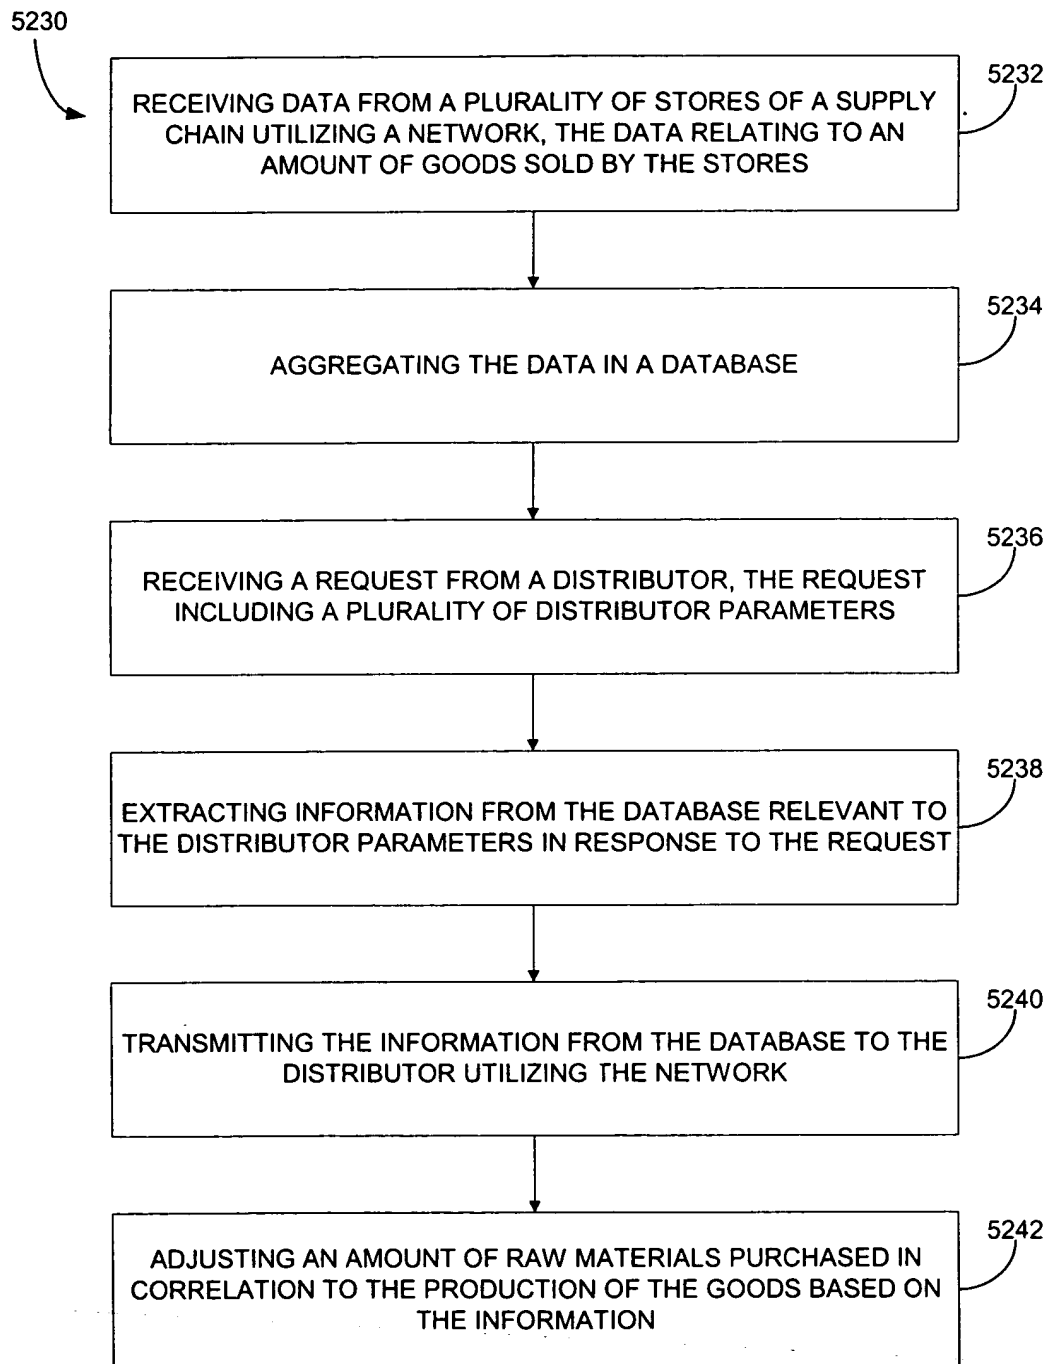 5230
5232
RECEIVING DATA FROM A PLURALITY OF STORES OF A SUPPLY
CHAIN UTILIZING A NETWORK, THE DATA RELATING TO AN
AMOUNT OF GOODS SOLD BY THE STORES
5234
AGGREGATING THE DATA IN A DATABASE
5236
RECEIVING A REQUEST FROM A DISTRIBUTOR, THE REQUEST
INCLUDING A PLURALITY OF DISTRIBUTOR PARAMETERS
5238
EXTRACTING INFORMATION FROM THE DATABASE RELEVANT TO
THE DISTRIBUTOR PARAMETERS IN RESPONSE TO THE REQUEST
5240
TRANSMITTING THE INFORMATION FROM THE DATABASE TO THE
DISTRIBUTOR UTILIZING THE NETWORK
5242
ADJUSTING AN AMOUNT OF RAW MATERIALS PURCHASED IN
CORRELATION TO THE PRODUCTION OF THE GOODS BASED ON
THE INFORMATION